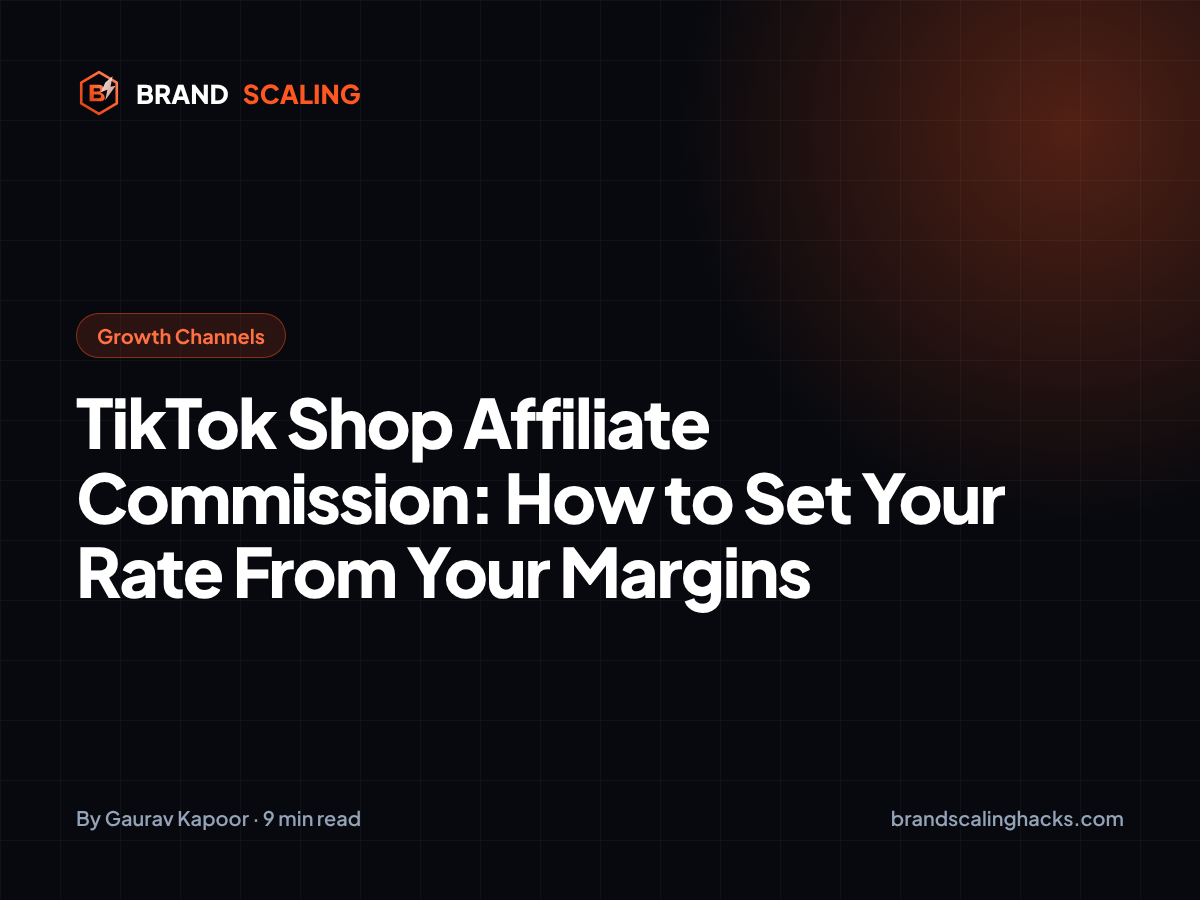 BRAND SCALING
Growth Channels
TikTok Shop Affiliate
Commission: How to Set Your
Rate From Your Margins
By Gaurav Kapoor · 9 min read
brandscalinghacks.com